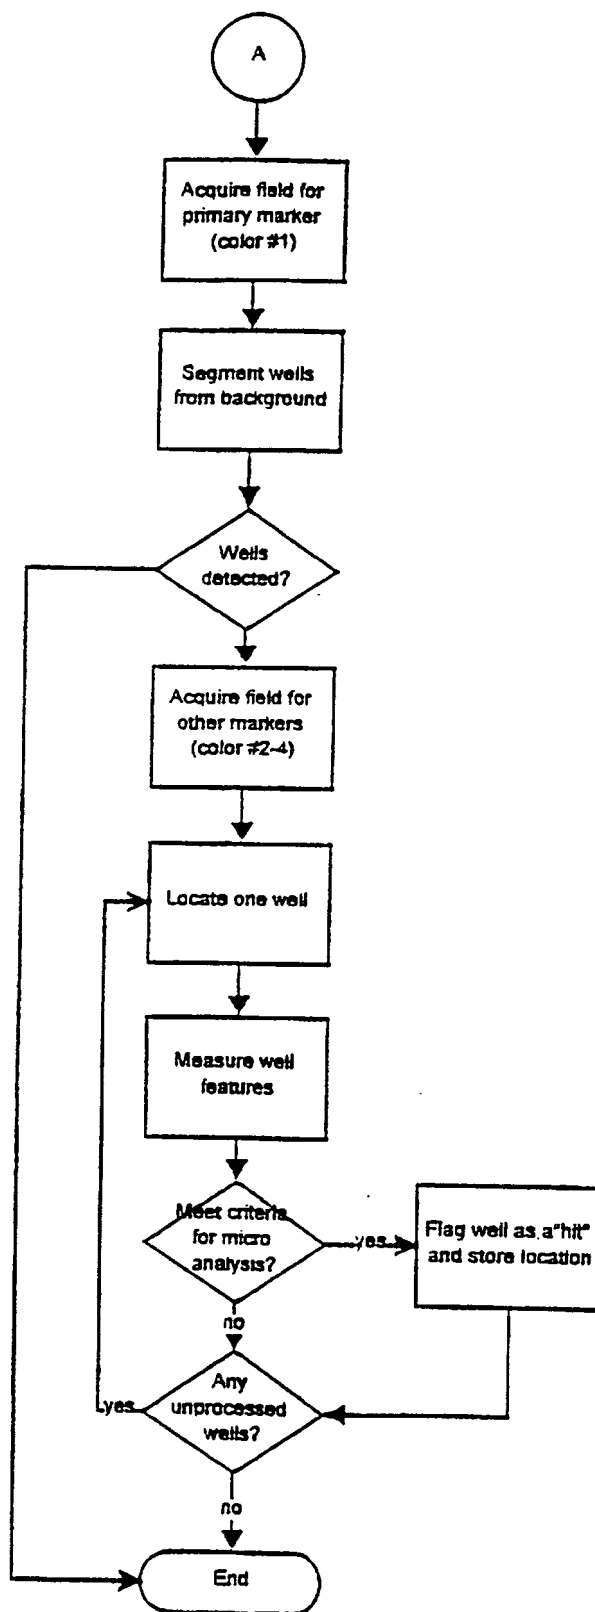 A
Acquire field for
primary marker
(color #1)
Segment wells
from background
Wells
detected?
Acquire field for
other markers
(color #2-4)
Locate one well
Measure well
features
Meet criteria
for micro
analysis?
yes
Flag well as a "hit"
and store location
no
Any
unprocessed
wells?
yes
no
End